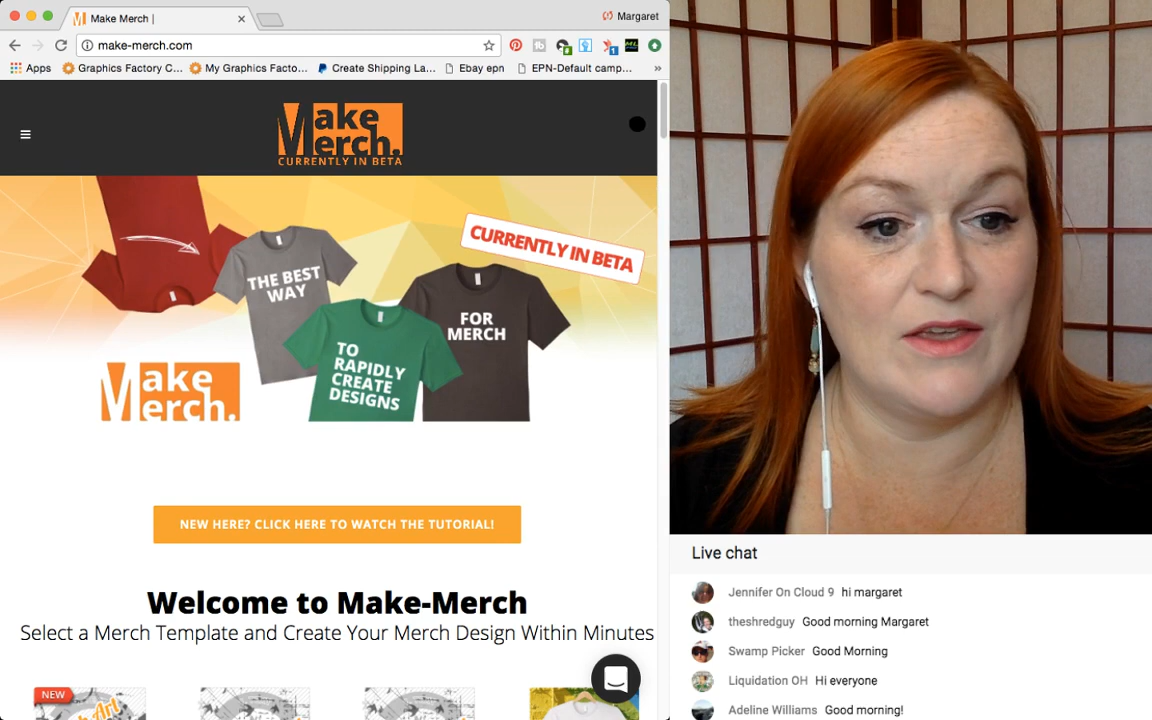 Make Merch |
Margaret
make-merch.com
Apps
Graphics Factory C...
My Graphics Facto...
Create Shipping La...
Ebay epn
EPN-Default camp...
»
Make
Merch.
CURRENTLY IN BETA
CURRENTLY IN BETA
THE BEST
WAY
FOR
MERCH
TO
RAPIDLY
CREATE
DESIGNS
Make
Merch.
NEW HERE? CLICK HERE TO WATCH THE TUTORIAL!
Welcome to Make-Merch
Select a Merch Template and Create Your Merch Design Within Minutes
NEW
Live chat
Jennifer On Cloud 9 hi margaret
theshredguy Good morning Margaret
Swamp Picker Good Morning
Liquidation OH Hi everyone
Adeline Williams Good morning!